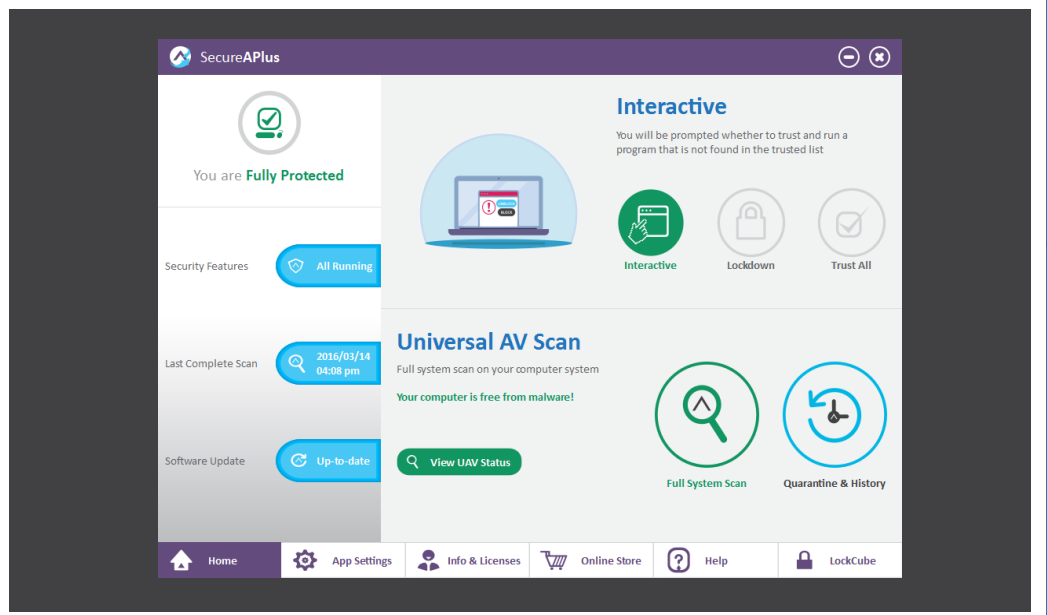 SecureAPlus
You are Fully Protected
Security Features
All Running
Last Complete Scan
2016/03/14
04:08 pm
Software Update
Up-to-date
Interactive
You will be prompted whether to trust and run a
program that is not found in the trusted list
BLOCK
Interactive
Lockdown
Trust All
Universal AV Scan
Full system scan on your computer system
Your computer is free from malware!
View UAV Status
Full System Scan
Quarantine & History
Home
App Settings
Info & Licenses
Online Store
Help
LockCube